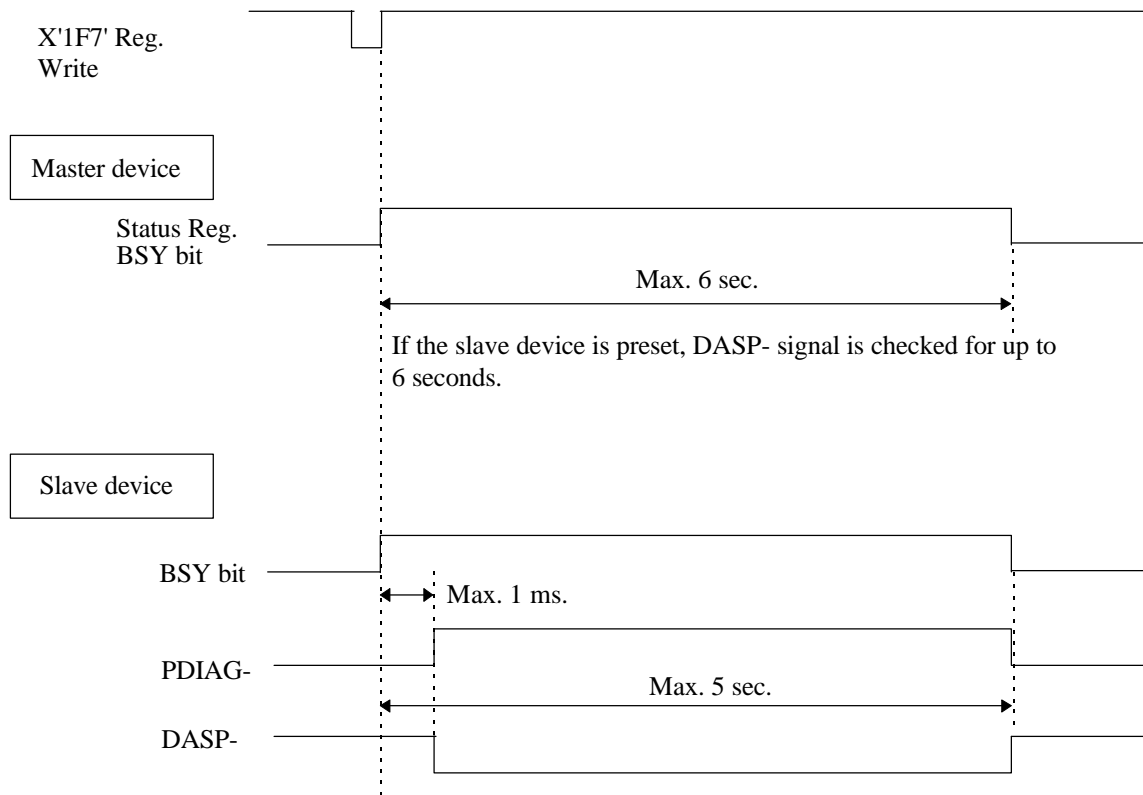 X'1F7' Reg.
Write
Master device
Status Reg.
BSY bit
Max. 6 sec.
If the slave device is preset, DASP- signal is checked for up to
6 seconds.
Slave device
BSY bit
Max. 1 ms.
PDIAG-
Max. 5 sec.
DASP-